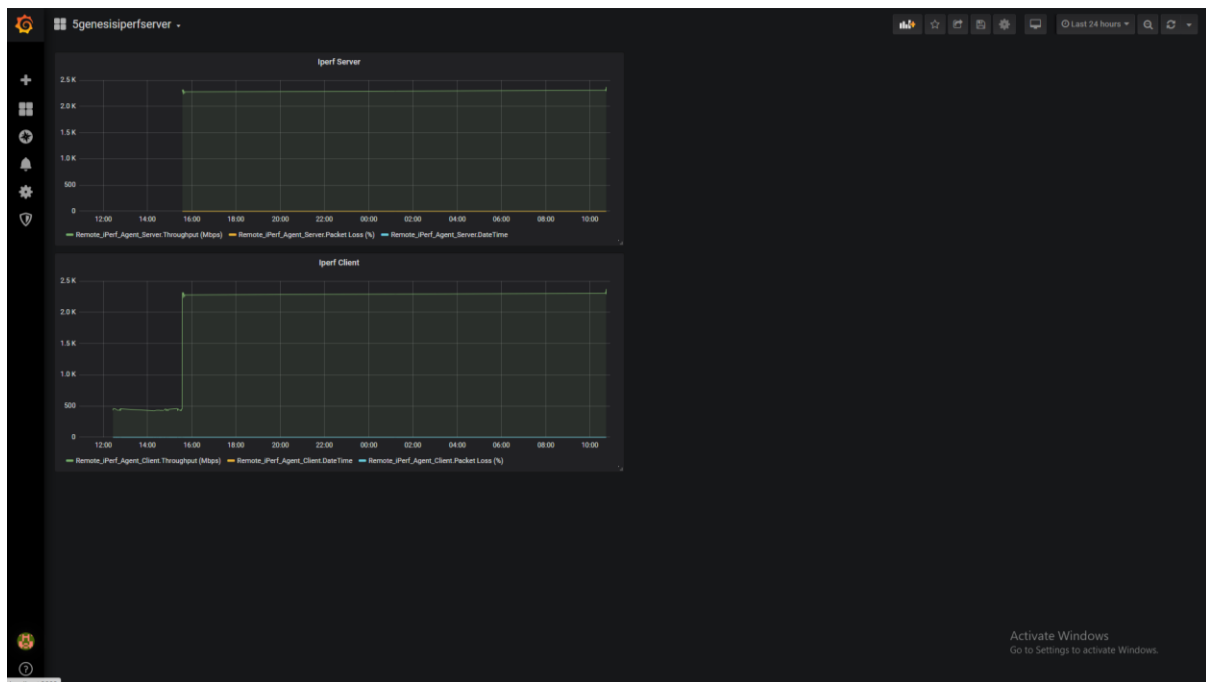 5genesisiperfserver
Last 24 hours
Iperf Server
2.5 K
2.0 K
1.5 K
1.0 K
500
0
12:00 14:00 16:00 18:00 20:00 22:00 00:00 02:00 04:00 06:00 08:00 10:00
Remote_iPerf_Agent_Server.Throughput (Mbps) Remote_iPerf_Agent_Server.Packet Loss (%) Remote_iPerf_Agent_Server.DateTime
Iperf Client
2.5 K
2.0 K
1.5 K
1.0 K
500
0
12:00 14:00 16:00 18:00 20:00 22:00 00:00 02:00 04:00 06:00 08:00 10:00
Remote_iPerf_Agent_Client.Throughput (Mbps) Remote_iPerf_Agent_Client.DateTime Remote_iPerf_Agent_Client.Packet Loss (%)
Activate Windows
Go to Settings to activate Windows.